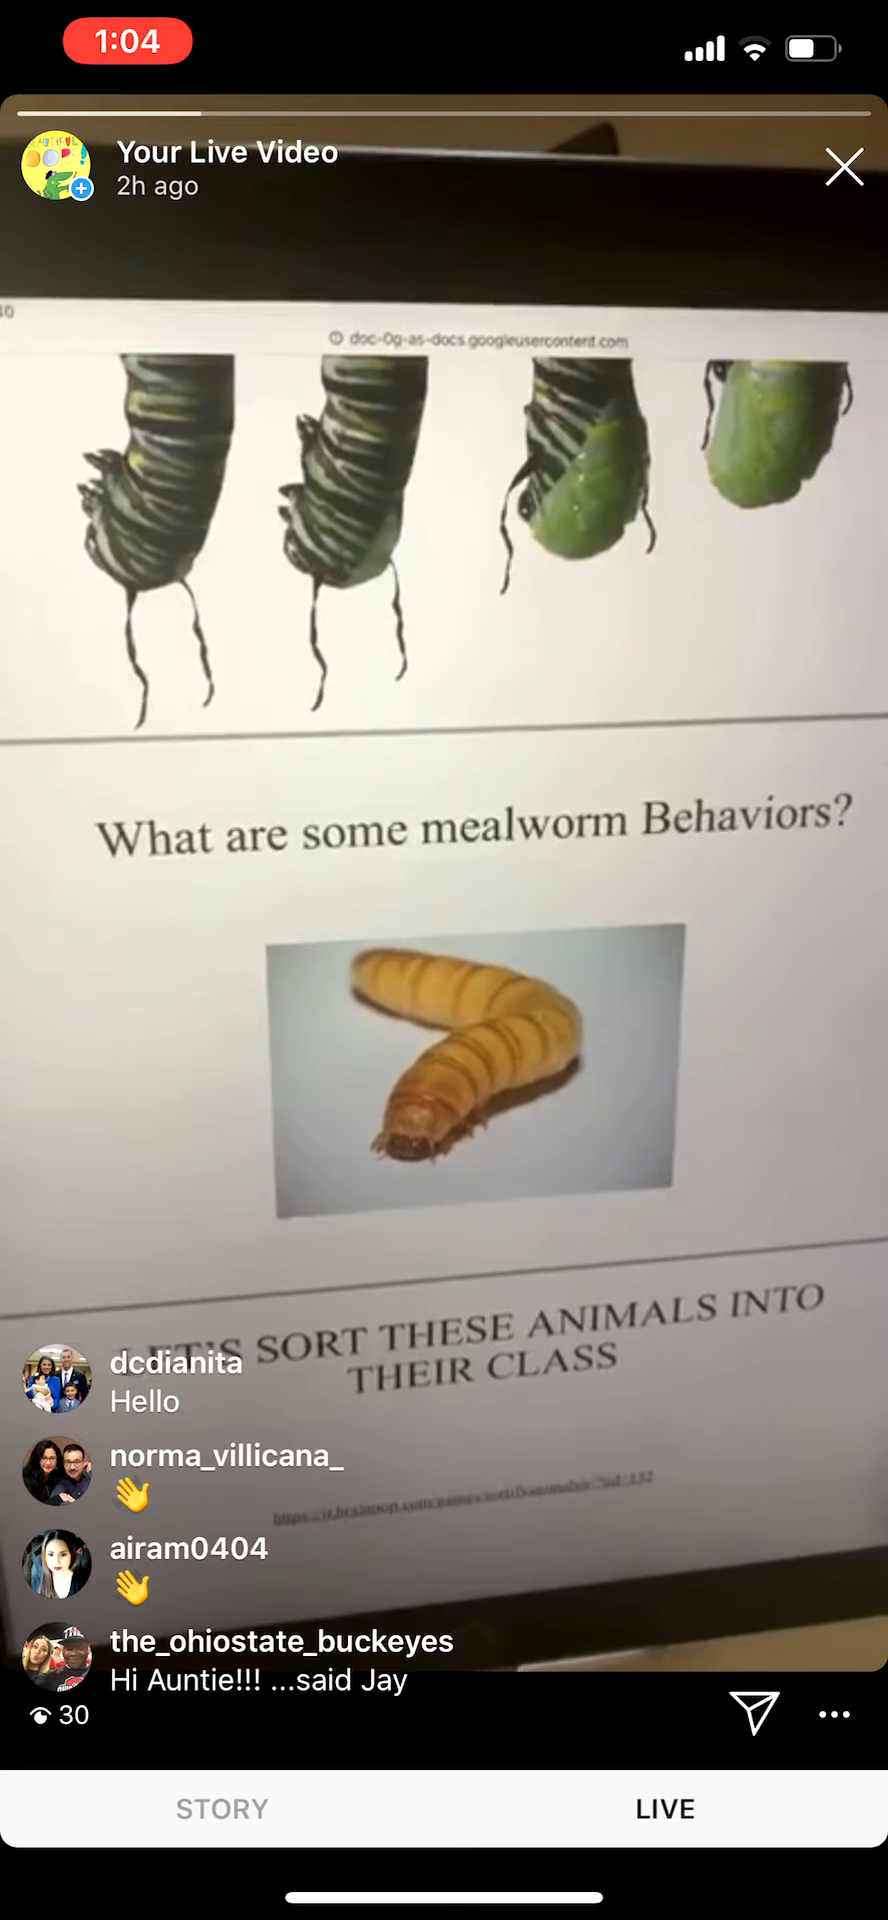 1:04
Your Live Video
2h ago
doc-0g-as-docs.googleusercontent.com
What are some mealworm Behaviors?
LET'S SORT THESE ANIMALS INTO
THEIR CLASS
dcdianita
Hello
norma_villicana_
👋
airam0404
👋
the_ohiostate_buckeyes
Hi Auntie!!! ...said Jay
30
STORY
LIVE